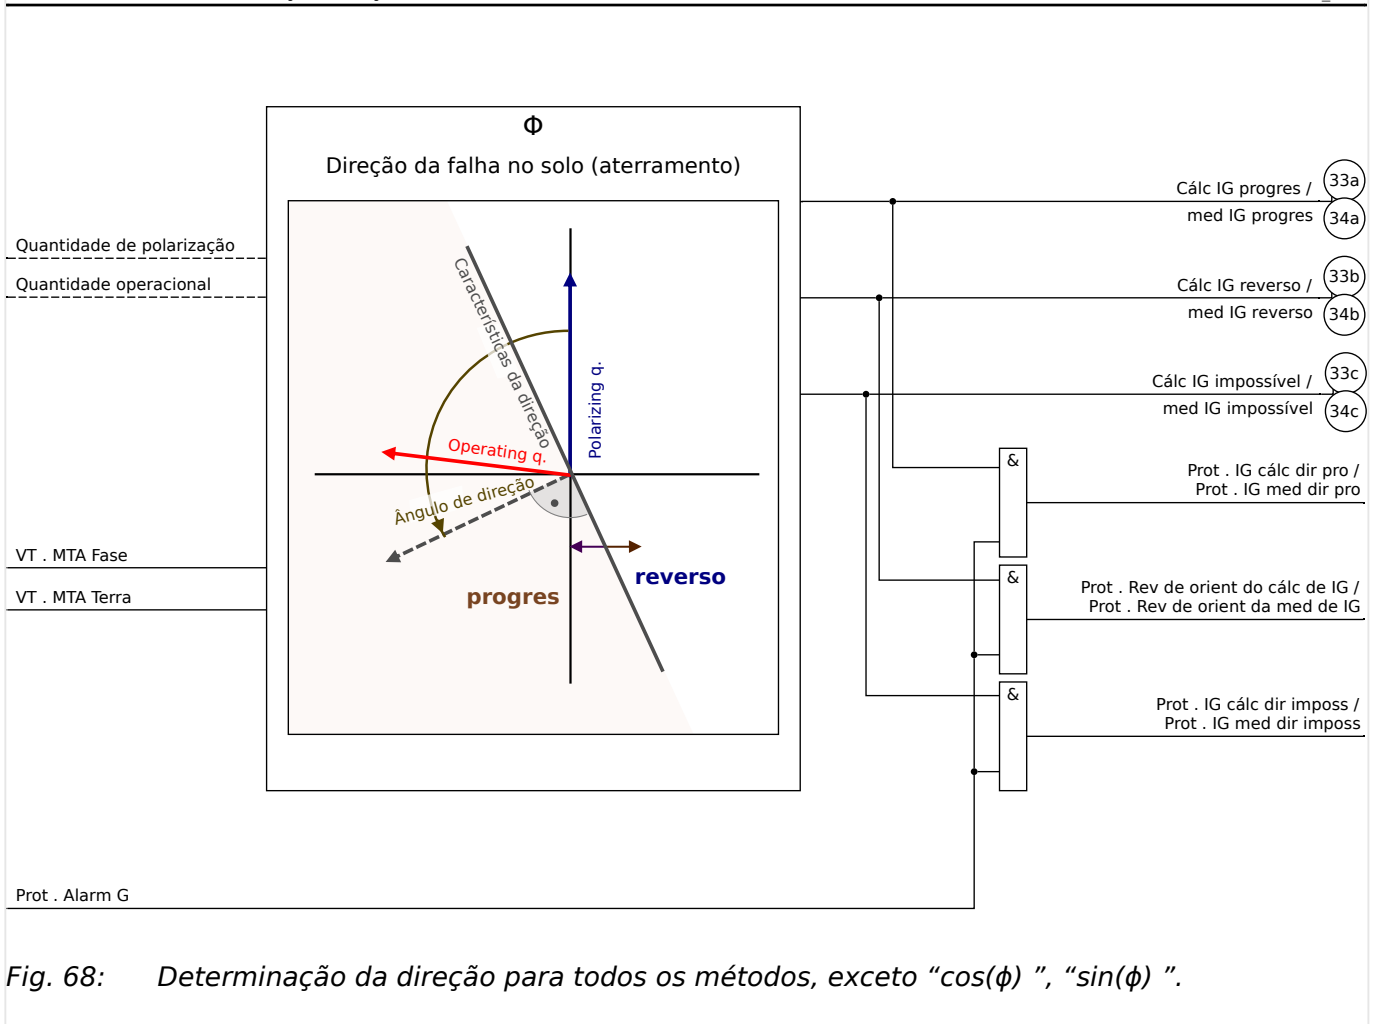 Φ
Direção da falha no solo (aterramento)
Quantidade de polarização
Quantidade operacional
VT . MTA Fase
VT . MTA Terra
Prot . Alarm G
Características da direção
Polarizing q.
Operating q.
Ângulo de direção
progres
reverso
Cálc IG progres /
med IG progres
33a
34a
Cálc IG reverso /
med IG reverso
33b
34b
Cálc IG impossível /
med IG impossível
33c
34c
&
Prot . IG cálc dir pro /
Prot . IG med dir pro
&
Prot . Rev de orient do cálc de IG /
Prot . Rev de orient da med de IG
&
Prot . IG cálc dir imposs /
Prot . IG med dir imposs
Fig. 68: Determinação da direção para todos os métodos, exceto “cos(ϕ) ”, “sin(ϕ) ”.